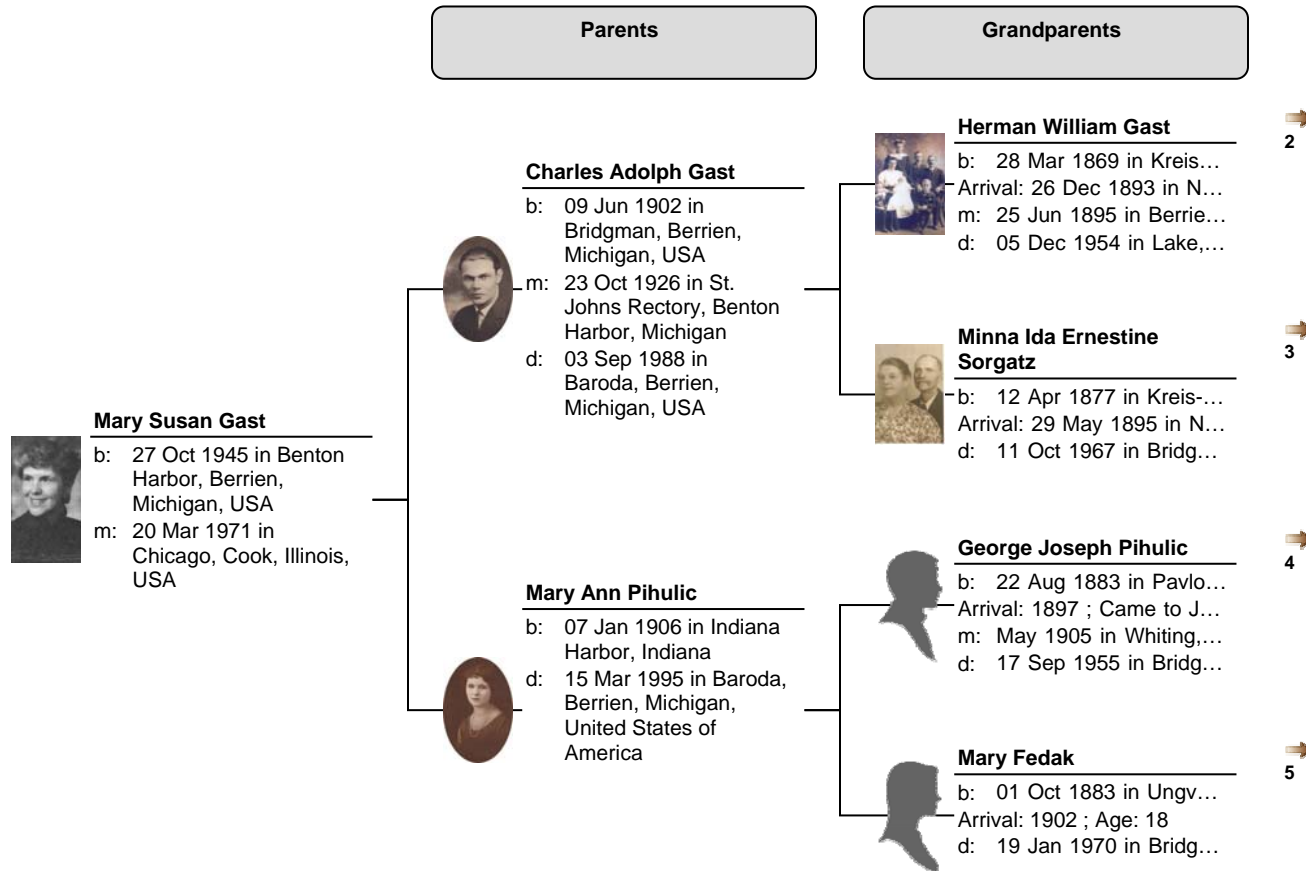 Parents
Grandparents
Mary Susan Gast
b: 27 Oct 1945 in Benton
Harbor, Berrien,
Michigan, USA
m: 20 Mar 1971 in
Chicago, Cook, Illinois,
USA
Charles Adolph Gast
b: 09 Jun 1902 in
Bridgman, Berrien,
Michigan, USA
m: 23 Oct 1926 in St.
Johns Rectory, Benton
Harbor, Michigan
d: 03 Sep 1988 in
Baroda, Berrien,
Michigan, USA
Mary Ann Pihulic
b: 07 Jan 1906 in Indiana
Harbor, Indiana
d: 15 Mar 1995 in Baroda,
Berrien, Michigan,
United States of
America
Herman William Gast
b: 28 Mar 1869 in Kreis…
Arrival: 26 Dec 1893 in N…
m: 25 Jun 1895 in Berrie…
d: 05 Dec 1954 in Lake,…
2
Minna Ida Ernestine
Sorgatz
b: 12 Apr 1877 in Kreis-…
Arrival: 29 May 1895 in N…
d: 11 Oct 1967 in Bridg…
3
George Joseph Pihulic
b: 22 Aug 1883 in Pavlo…
Arrival: 1897 ; Came to J…
m: May 1905 in Whiting,…
d: 17 Sep 1955 in Bridg…
4
Mary Fedak
b: 01 Oct 1883 in Ungv…
Arrival: 1902 ; Age: 18
d: 19 Jan 1970 in Bridg…
5